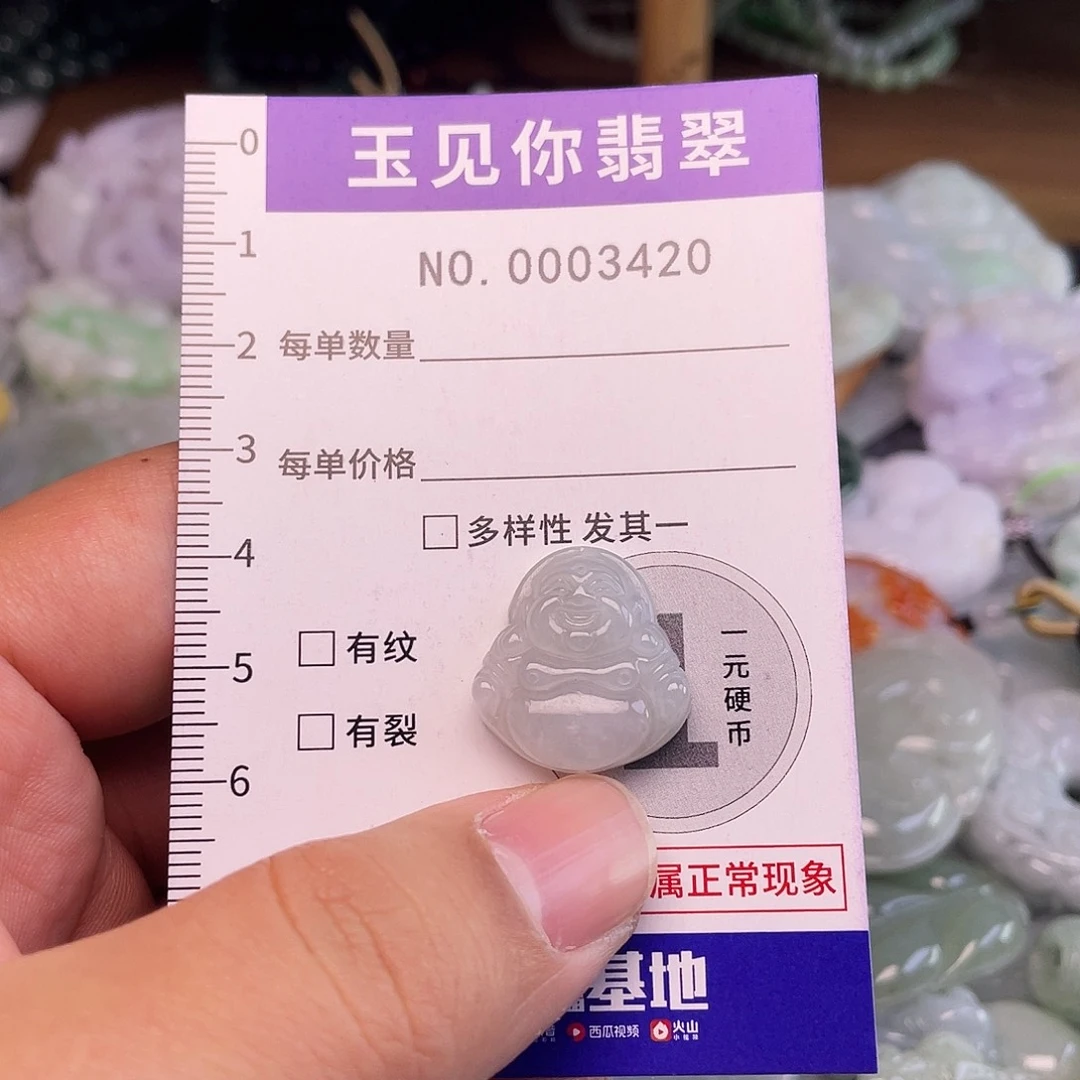 玉见你翡翠
NO. 0003420
0
1
2
3
4
5
6
每单数量
每单价格
□多样性 发其一
□有纹
□有裂
1
一元硬币
属正常现象
基地
西瓜视频
火山